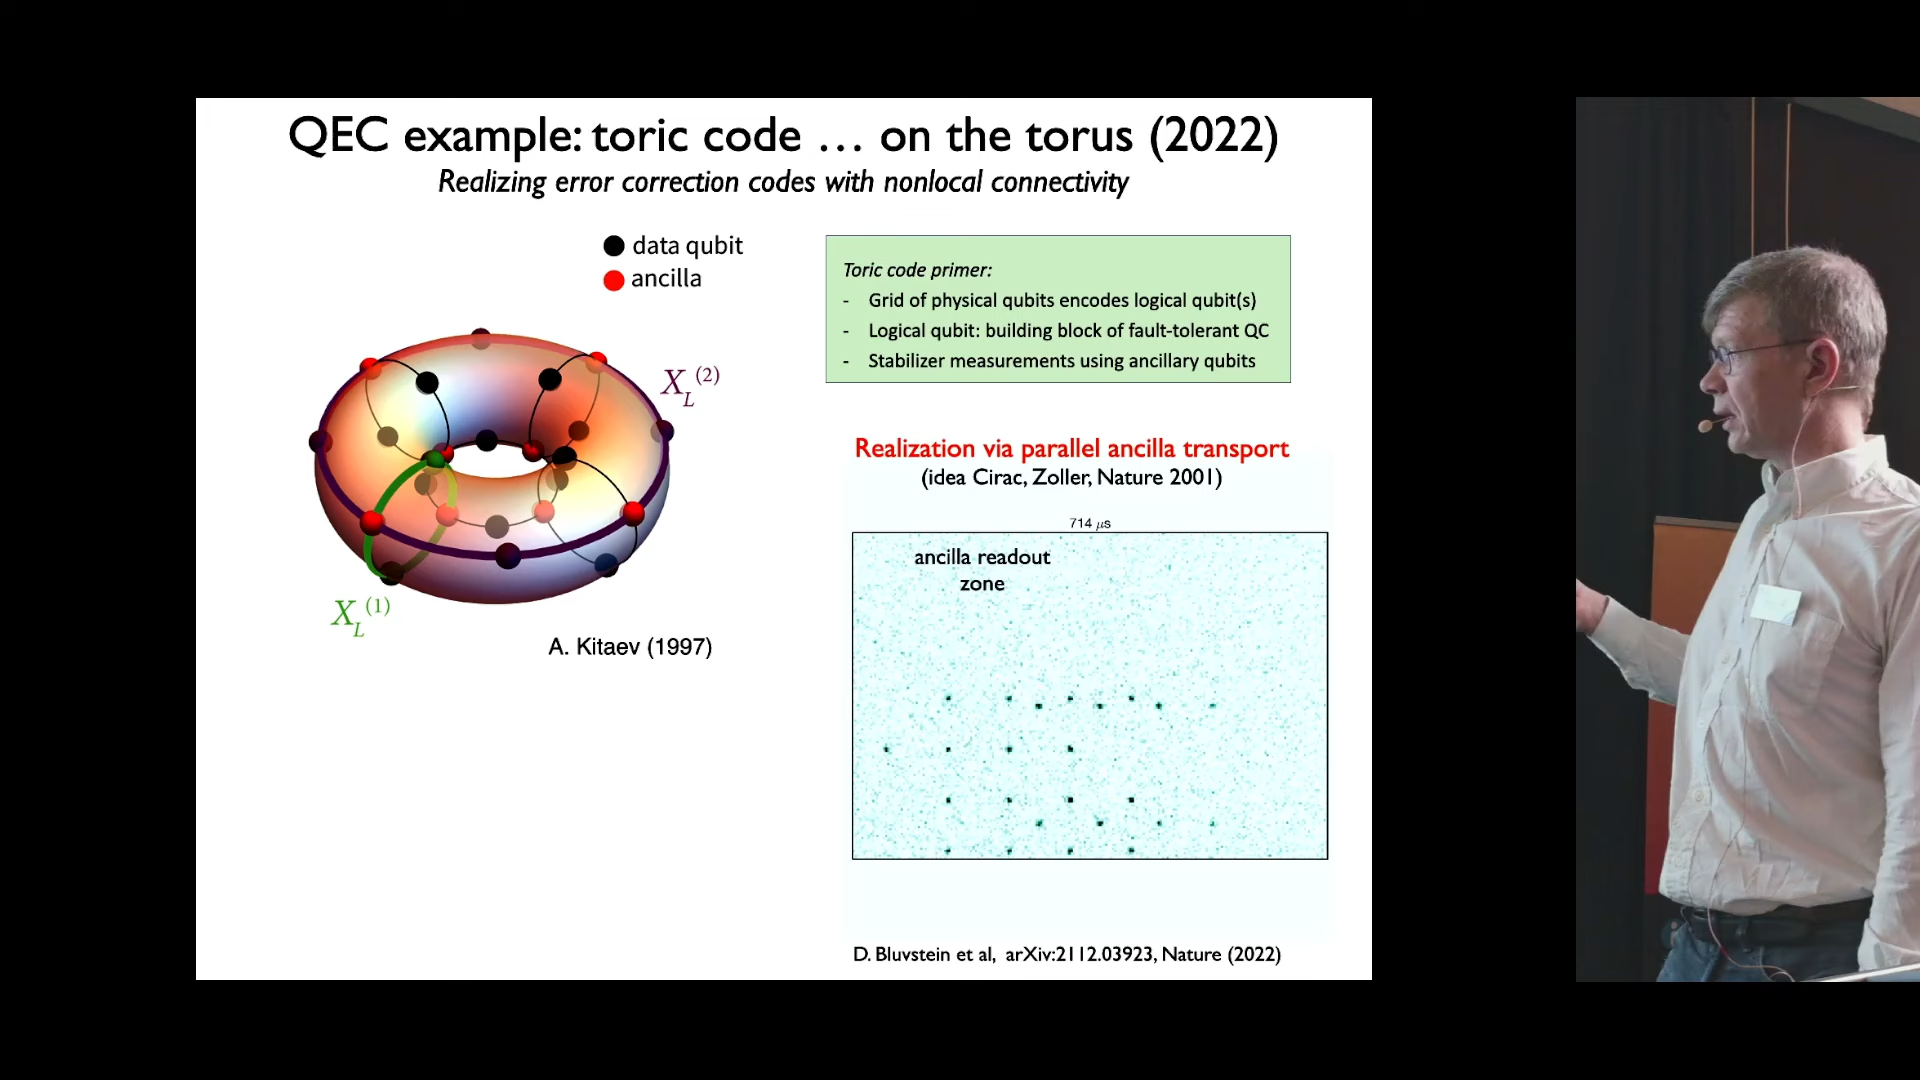 QEC example: toric code … on the torus (2022)
Realizing error correction codes with nonlocal connectivity
data qubit
ancilla
X_L^(2)
X_L^(1)
A. Kitaev (1997)
Toric code primer:
- Grid of physical qubits encodes logical qubit(s)
- Logical qubit: building block of fault-tolerant QC
- Stabilizer measurements using ancillary qubits
Realization via parallel ancilla transport
(idea Cirac, Zoller, Nature 2001)
714 μs
ancilla readout
zone
D. Bluvstein et al, arXiv:2112.03923, Nature (2022)